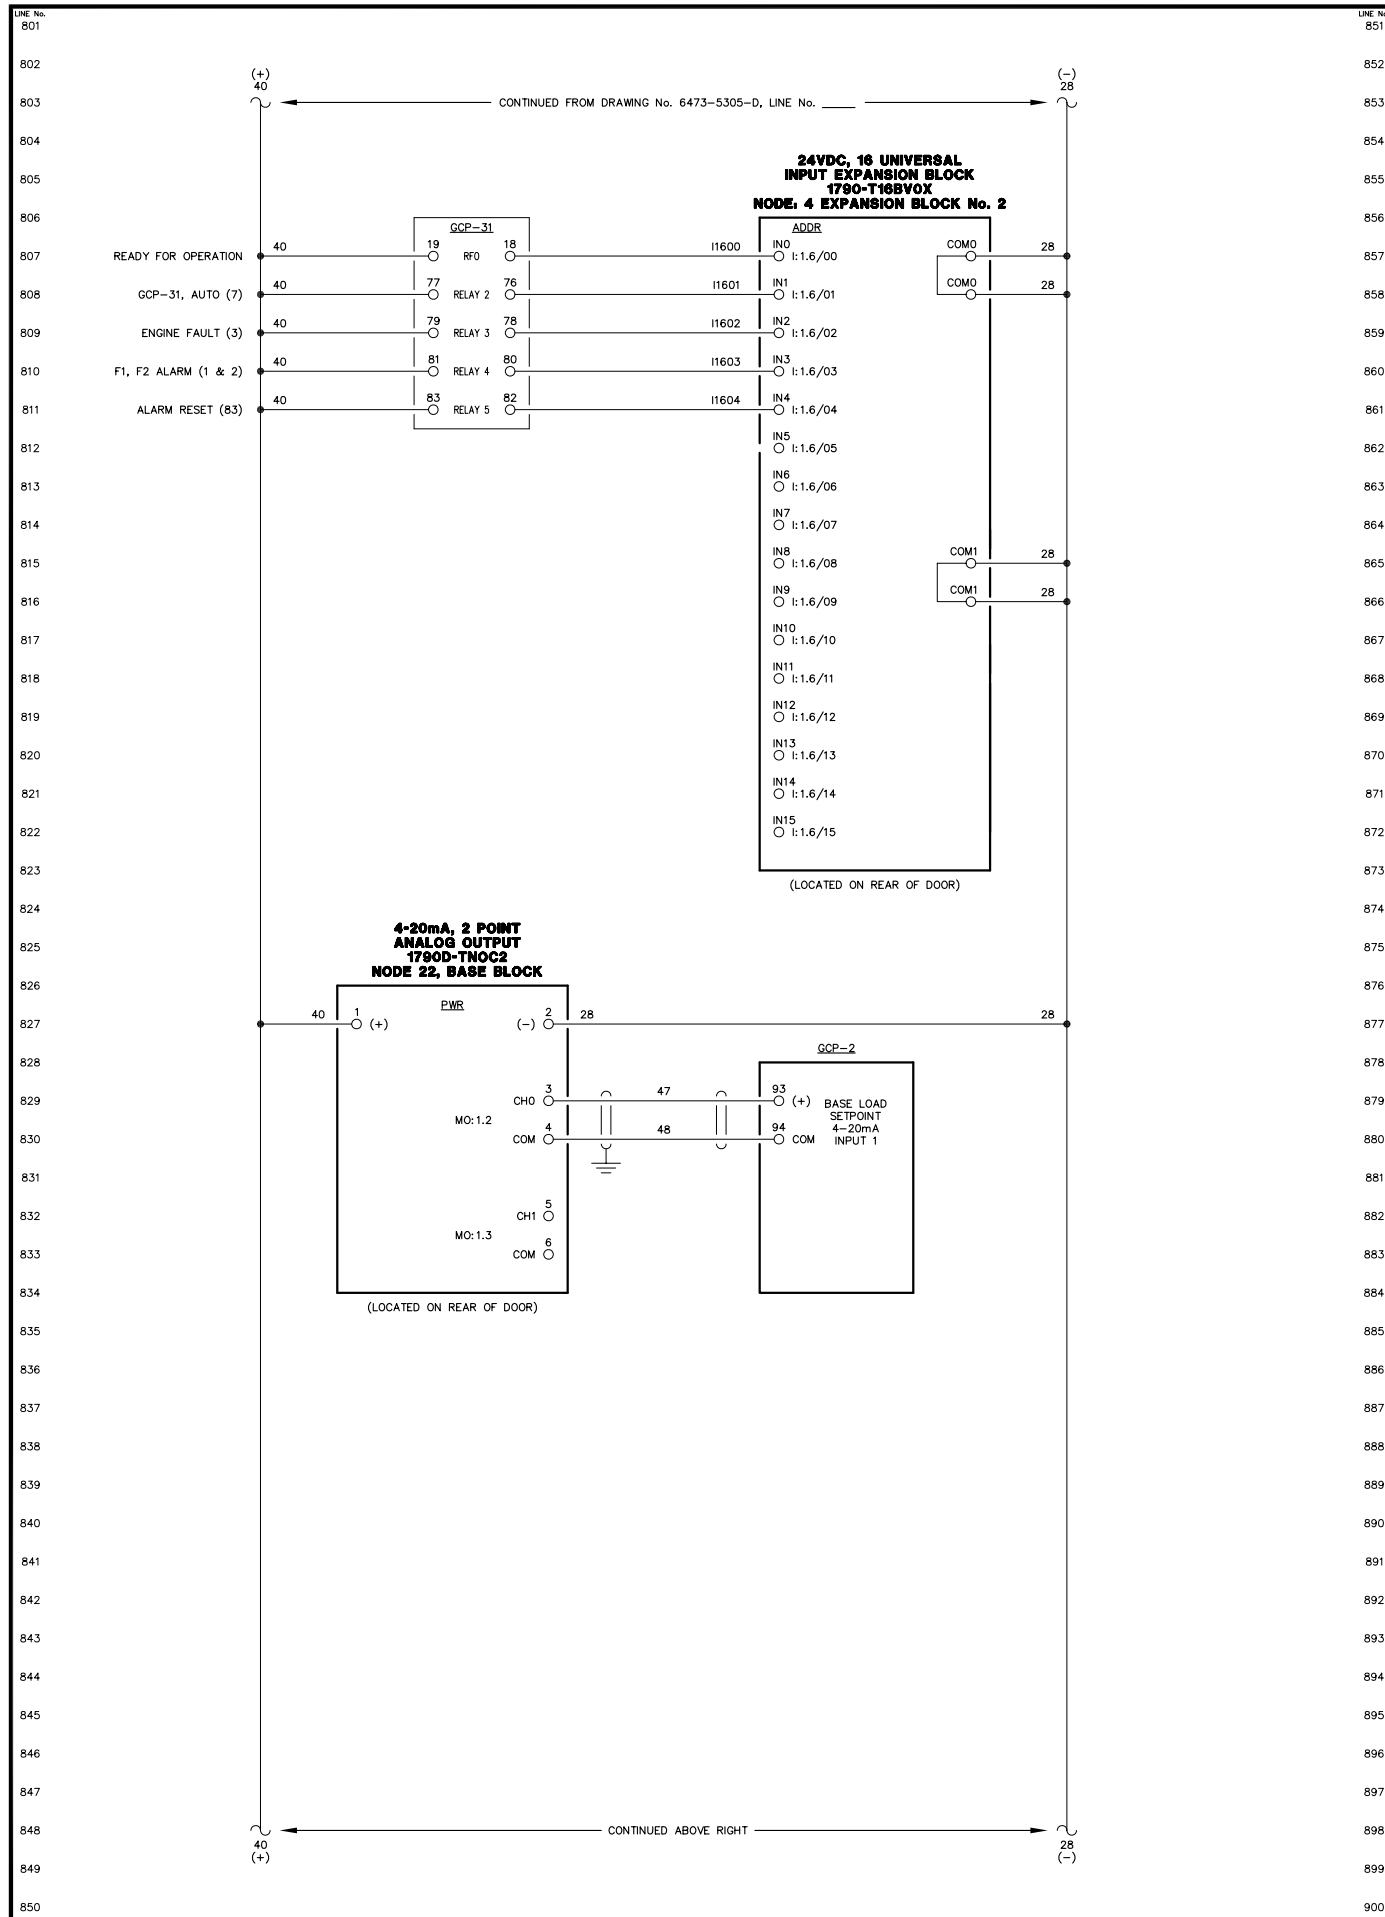 LINE No.
LINE No.
801
851
802
852
(+)
(-)
40
28
803
CONTINUED FROM DRAWING No. 6473-5305-D, LINE No. _____
853
804
854
24VDC, 16 UNIVERSAL
INPUT EXPANSION BLOCK
1790-T16BV0X
NODE: 4 EXPANSION BLOCK No. 2
805
855
806
856
GCP-31
ADDR
807
READY FOR OPERATION
40
19
RFO
18
I1600
IN0
I:1.6/00
COM0
28
857
808
GCP-31, AUTO (7)
40
77
RELAY 2
76
I1601
IN1
I:1.6/01
COM0
28
858
809
ENGINE FAULT (3)
40
79
RELAY 3
78
I1602
IN2
I:1.6/02
859
810
F1, F2 ALARM (1 & 2)
40
81
RELAY 4
80
I1603
IN3
I:1.6/03
860
811
ALARM RESET (83)
40
83
RELAY 5
82
I1604
IN4
I:1.6/04
861
812
IN5
I:1.6/05
862
813
IN6
I:1.6/06
863
814
IN7
I:1.6/07
864
815
IN8
I:1.6/08
COM1
28
865
816
IN9
I:1.6/09
COM1
28
866
817
IN10
I:1.6/10
867
818
IN11
I:1.6/11
868
819
IN12
I:1.6/12
869
820
IN13
I:1.6/13
870
821
IN14
I:1.6/14
871
822
IN15
I:1.6/15
872
823
873
(LOCATED ON REAR OF DOOR)
824
874
4-20mA, 2 POINT
ANALOG OUTPUT
1790D-TN0C2
NODE 22, BASE BLOCK
825
875
826
876
PWR
827
40
1
(+)
(-)
2
28
28
877
828
GCP-2
878
829
CH0
3
47
93
(+)
879
MO:1.2
BASE LOAD
SETPOINT
4-20mA
INPUT 1
830
COM
4
48
94
COM
880
831
881
832
CH1
5
882
MO:1.3
833
COM
6
883
834
884
(LOCATED ON REAR OF DOOR)
835
885
836
886
837
887
838
888
839
889
840
890
841
891
842
892
843
893
844
894
845
895
846
896
847
897
848
CONTINUED ABOVE RIGHT
898
40
28
(+)
(-)
849
899
850
900